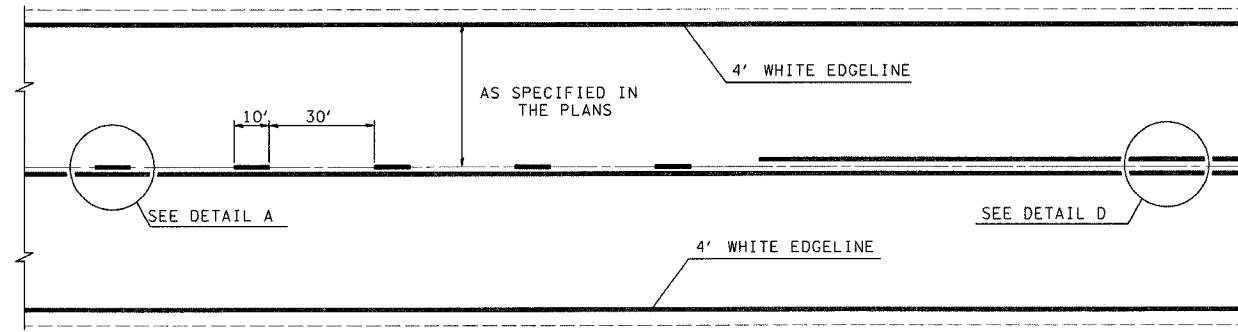 4' WHITE EDGELINE
AS SPECIFIED IN
THE PLANS
10' 30'
SEE DETAIL A
SEE DETAIL D
4' WHITE EDGELINE